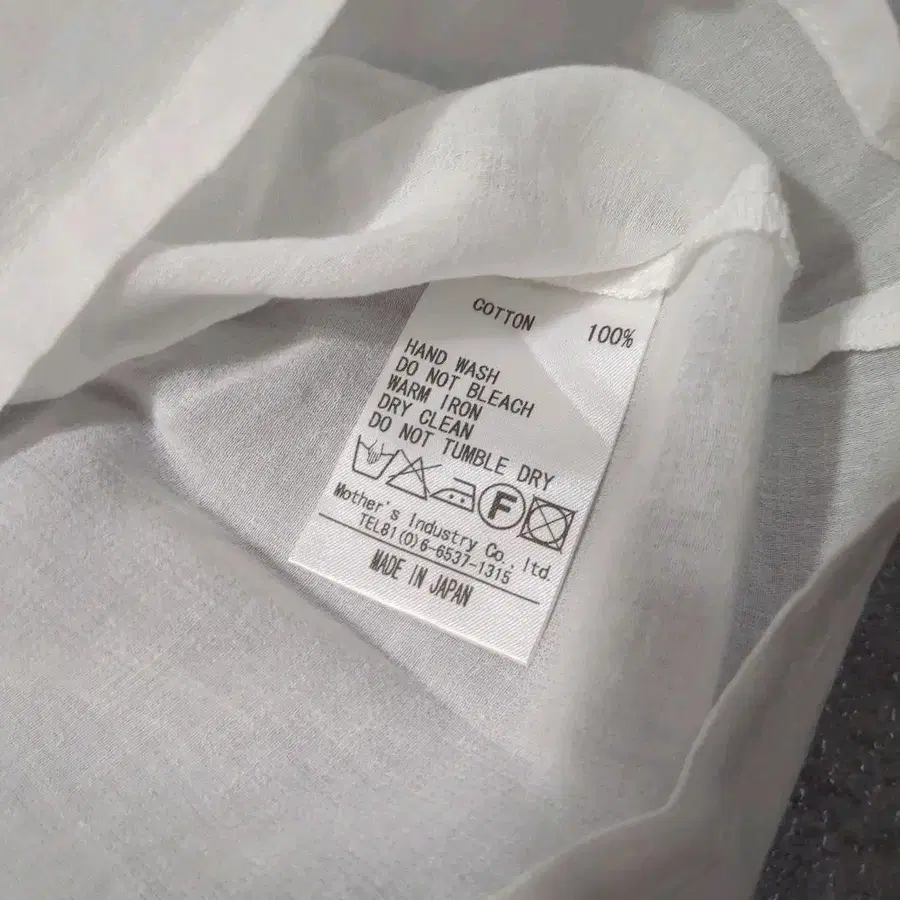 COTTON 100%
HAND WASH
DO NOT BLEACH
WARM IRON
DRY CLEAN
DO NOT TUMBLE DRY
F
Mother's Industry Co., ltd.
TEL81(0)6-6537-1315
MADE IN JAPAN